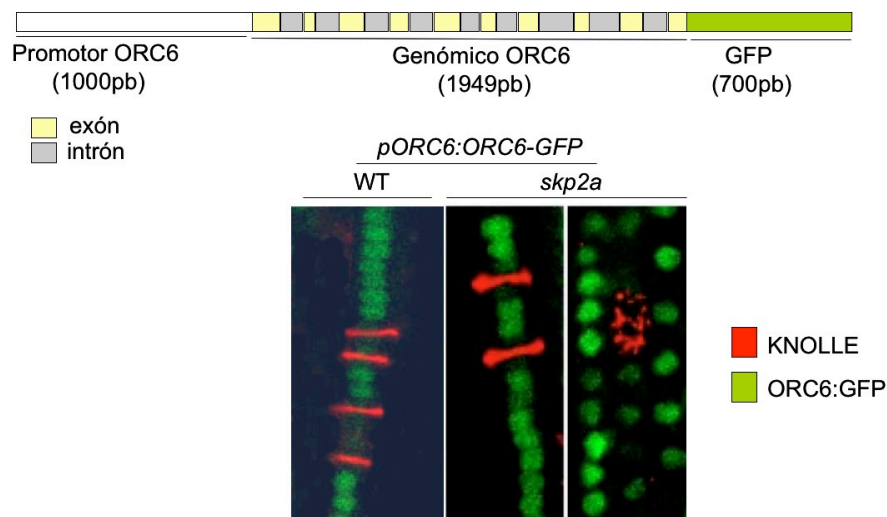 Promotor ORC6
(1000pb)
Genómico ORC6
(1949pb)
GFP
(700pb)
exón
intrón
pORC6:ORC6-GFP
WT
skp2a
KNOLLE
ORC6:GFP